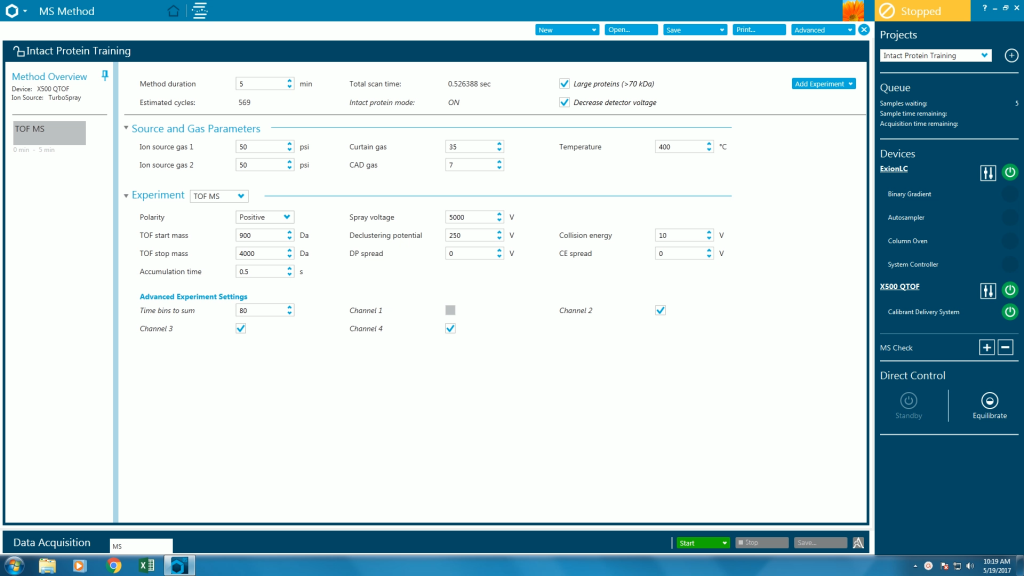 MS Method
Stopped
? – ×
New
Open...
Save
Print...
Advanced
Intact Protein Training
Method Overview
Device: X500 QTOF
Ion Source: TurboSpray
TOF MS
0 min – 5 min
Method duration 5 min Total scan time: 0.526388 sec Large proteins (>70 kDa) Add Experiment
Estimated cycles: 569 Intact protein mode: ON Decrease detector voltage
Source and Gas Parameters
Ion source gas 1 50 psi Curtain gas 35 Temperature 400 °C
Ion source gas 2 50 psi CAD gas 7
Experiment TOF MS
Polarity Positive Spray voltage 5000 V
TOF start mass 900 Da Declustering potential 250 V Collision energy 10 V
TOF stop mass 4000 Da DP spread 0 V CE spread 0 V
Accumulation time 0.5 s
Advanced Experiment Settings
Time bins to sum 80 Channel 1 Channel 2
Channel 3 Channel 4
Projects
Intact Protein Training
Queue
Samples waiting: 5
Sample time remaining:
Acquisition time remaining:
Devices
ExionLC
Binary Gradient
Autosampler
Column Oven
System Controller
X500 QTOF
Calibrant Delivery System
MS Check
Direct Control
Standby Equilibrate
Data Acquisition
MS
Start
Stop
Save...
10:19 AM
5/19/2017